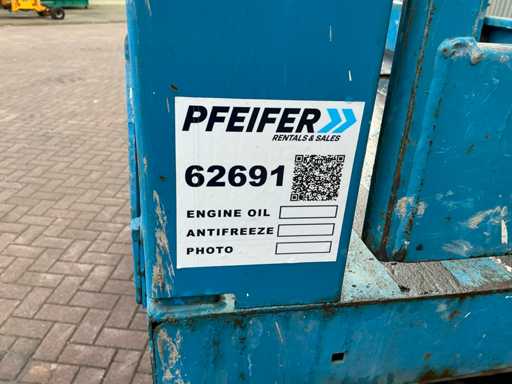 PFEIFER
RENTALS & SALES
62691
ENGINE OIL
ANTIFREEZE
PHOTO